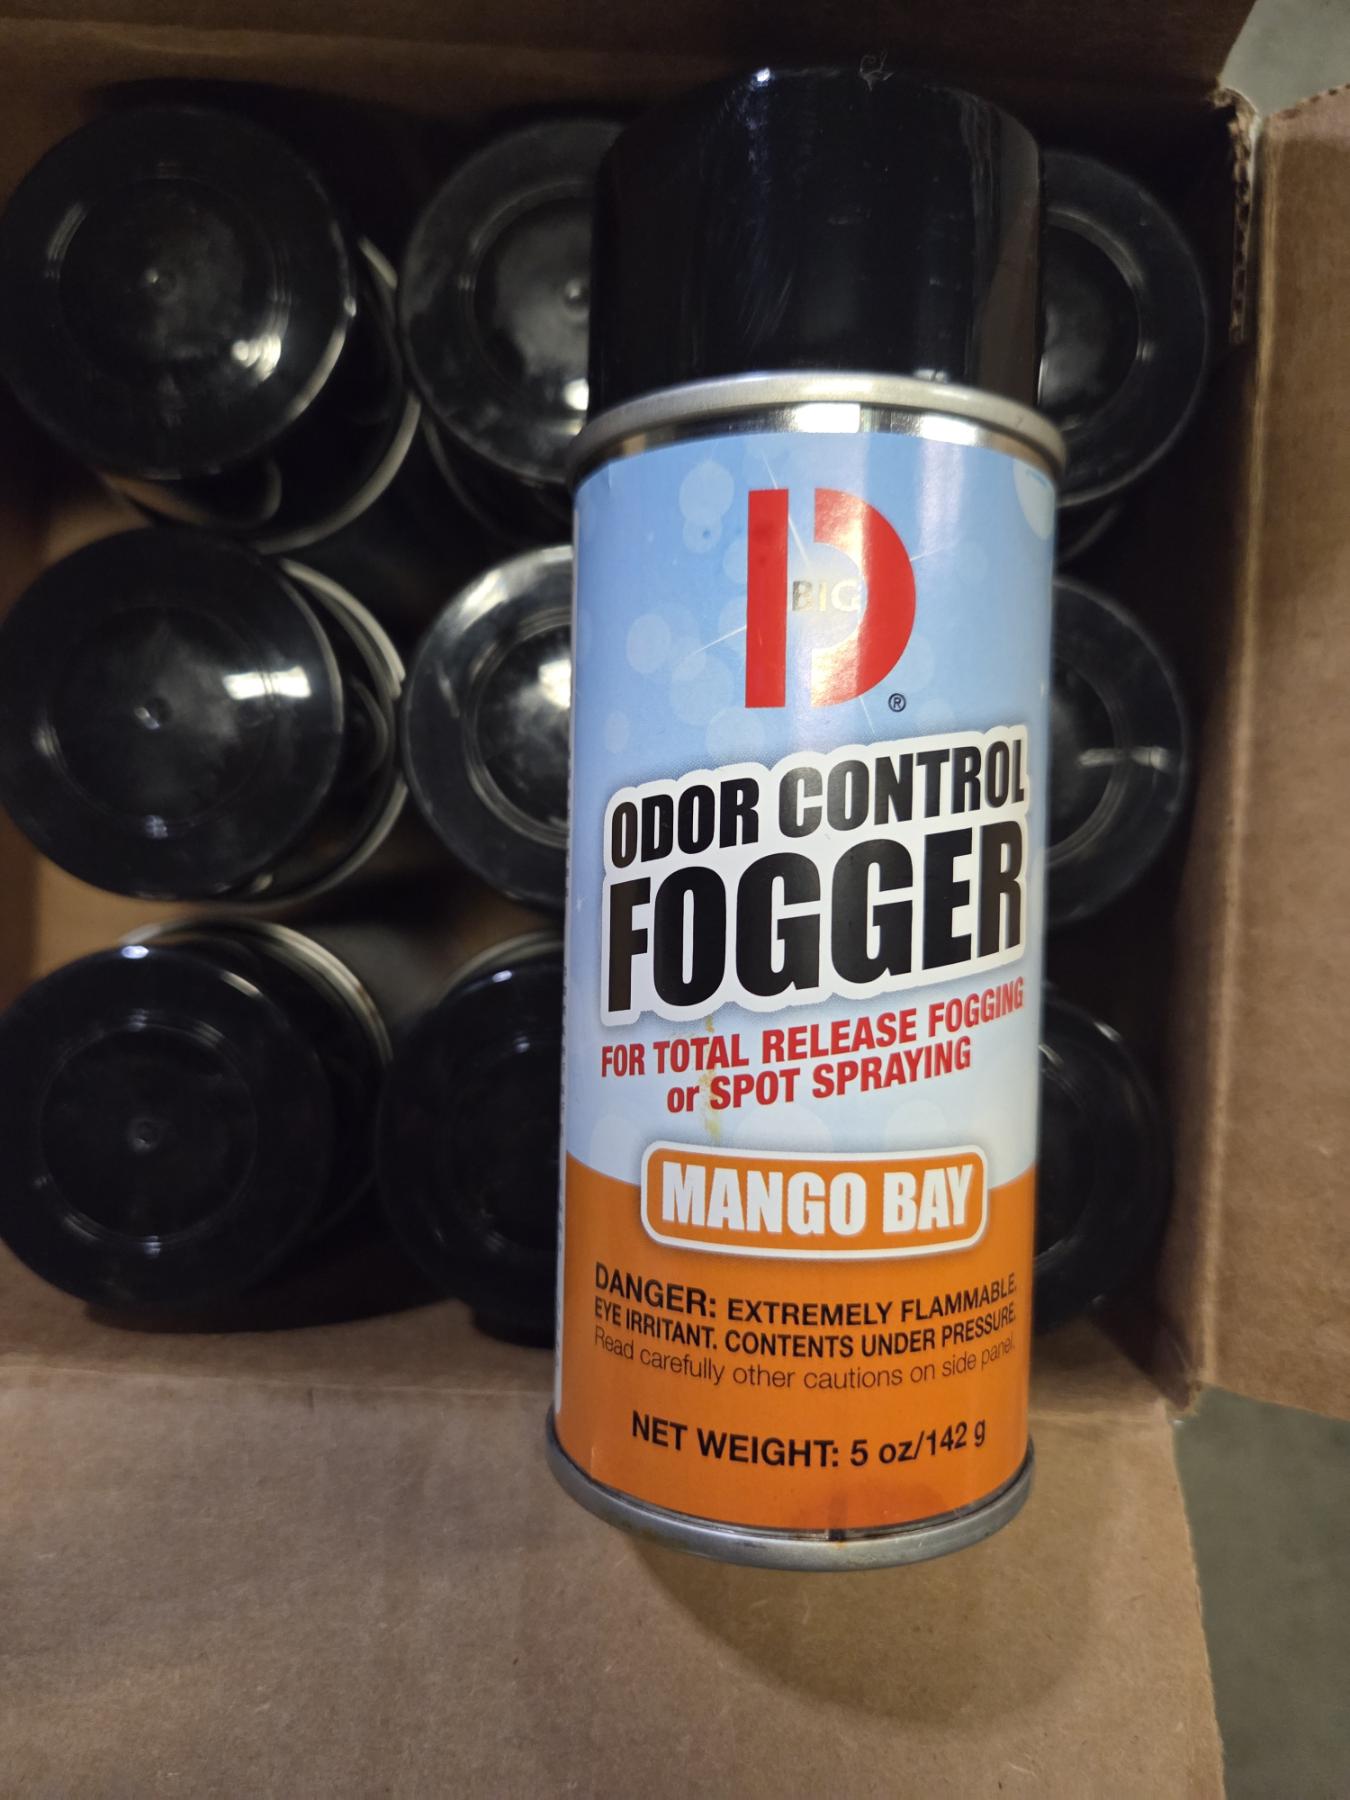 BIG
D
®
ODOR CONTROL
FOGGER
FOR TOTAL RELEASE FOGGING
or SPOT SPRAYING
MANGO BAY
DANGER: EXTREMELY FLAMMABLE.
EYE IRRITANT. CONTENTS UNDER PRESSURE.
Read carefully other cautions on side panel.
NET WEIGHT: 5 oz/142 g